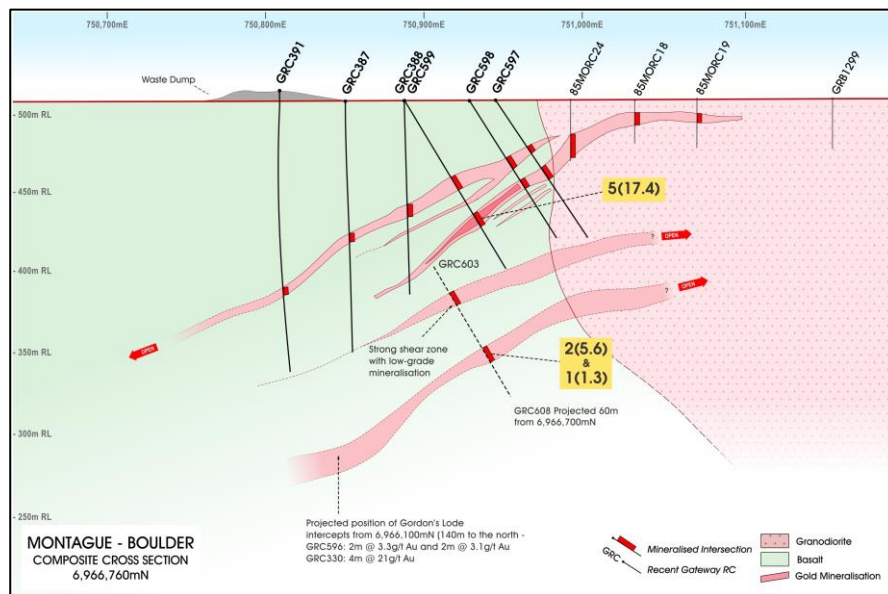 750,700mE
750,800mE
750,900mE
751,000mE
751,100mE
GRC391
GRC387
GRC388
GRC599
GRC598
GRC597
85MORC24
85MORC18
85MORC19
GRB1299
Waste Dump
500m RL
450m RL
400m RL
350m RL
300m RL
250m RL
5(17.4)
GRC603
OPEN
?
OPEN
?
OPEN
Strong shear zone
with low-grade
mineralisation
2(5.6)
&
1(1.3)
GRC608 Projected 60m
from 6,966,700mN
Projected position of Gordon's Lode
intercepts from 6,966,100mN (140m to the north -
GRC596: 2m @ 3.3g/t Au and 2m @ 3.1g/t Au
GRC330: 4m @ 21g/t Au
MONTAGUE - BOULDER
COMPOSITE CROSS SECTION
6,966,760mN
Mineralised Intersection
GRC
Recent Gateway RC
Granodiorite
Basalt
Gold Mineralisation